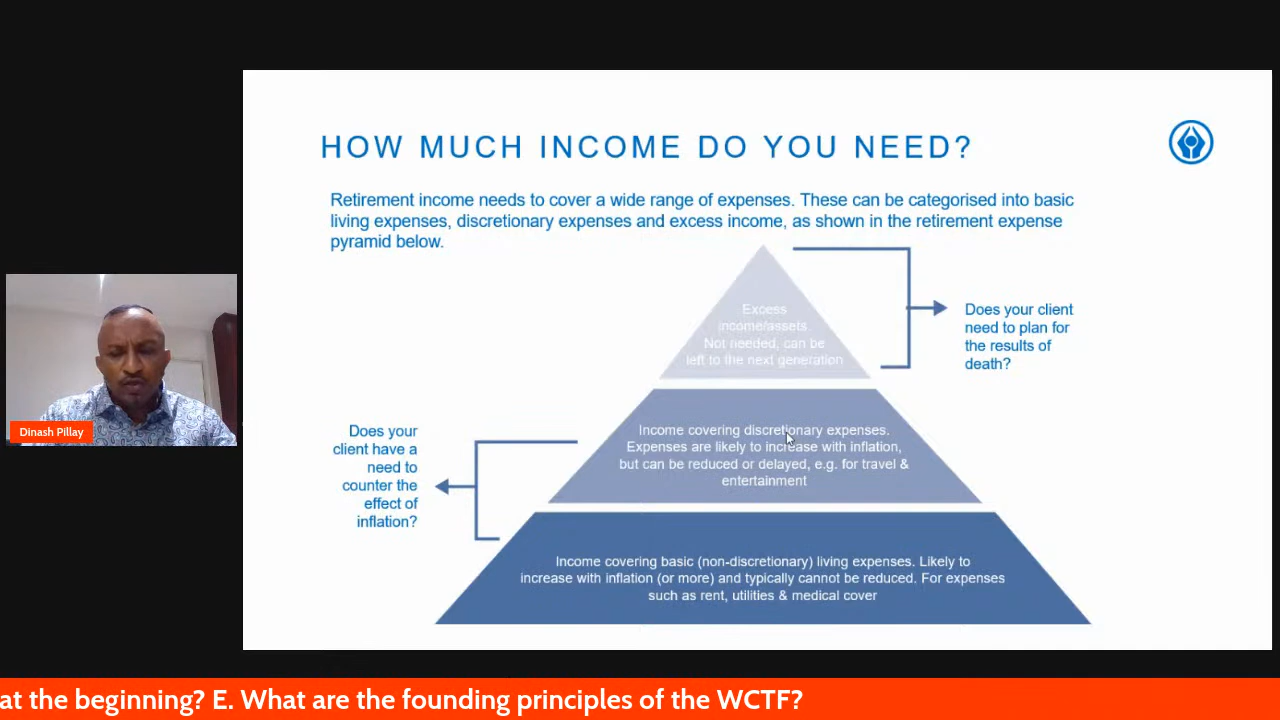 HOW MUCH INCOME DO YOU NEED?
Retirement income needs to cover a wide range of expenses. These can be categorised into basic
living expenses, discretionary expenses and excess income, as shown in the retirement expense
pyramid below.
Excess
income/assets.
Not needed, can be
left to the next generation
Does your client
need to plan for
the results of
death?
Income covering discretionary expenses.
Expenses are likely to increase with inflation,
but can be reduced or delayed, e.g. for travel &
entertainment
Does your
client have a
need to
counter the
effect of
inflation?
Income covering basic (non-discretionary) living expenses. Likely to
increase with inflation (or more) and typically cannot be reduced. For expenses
such as rent, utilities & medical cover
Dinash Pillay
at the beginning? E. What are the founding principles of the WCTF?